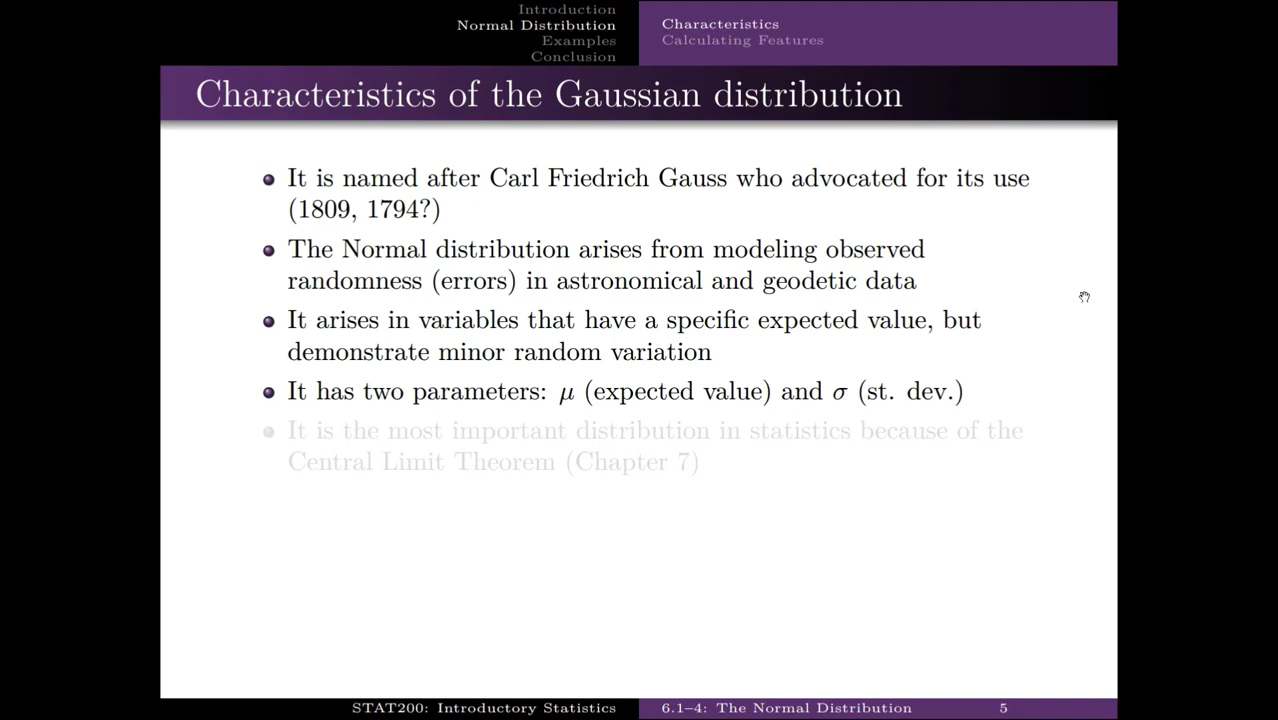 Introduction
Normal Distribution
Examples
Conclusion
Characteristics
Calculating Features
Characteristics of the Gaussian distribution
It is named after Carl Friedrich Gauss who advocated for its use
(1809, 1794?)
The Normal distribution arises from modeling observed
randomness (errors) in astronomical and geodetic data
It arises in variables that have a specific expected value, but
demonstrate minor random variation
It has two parameters: μ (expected value) and σ (st. dev.)
It is the most important distribution in statistics because of the
Central Limit Theorem (Chapter 7)
STAT200: Introductory Statistics
6.1–4: The Normal Distribution 5